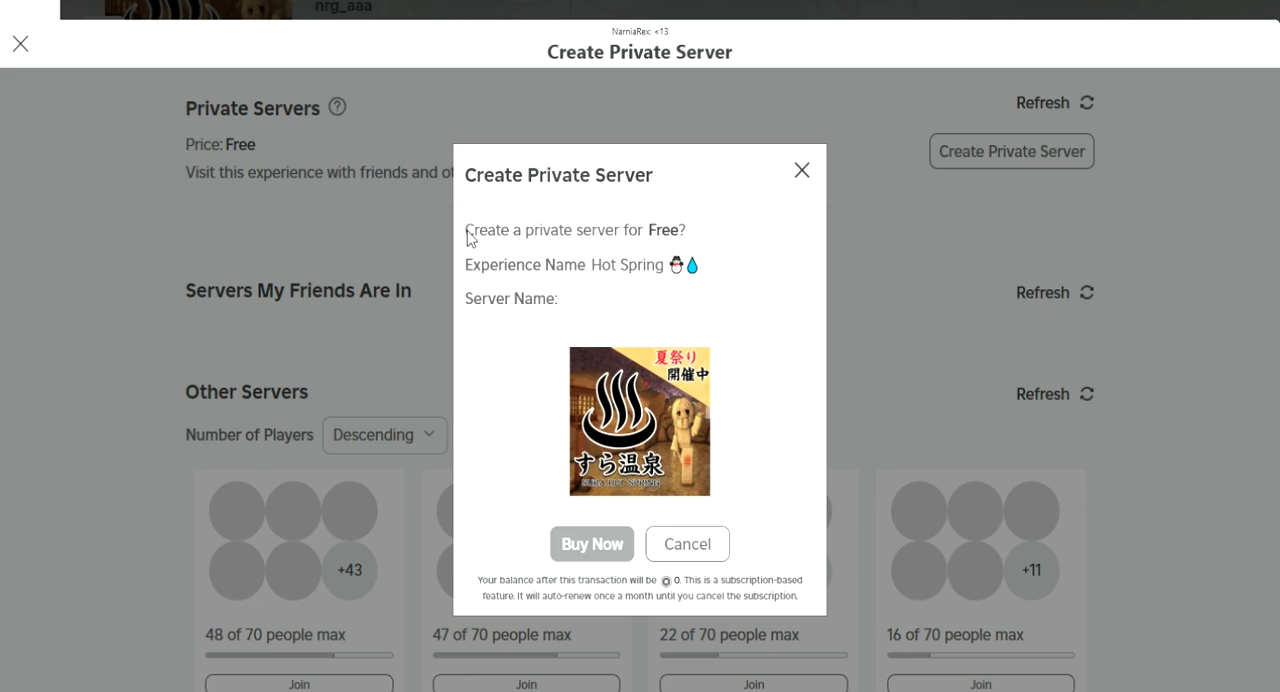 nrg_aaa
NarniaRex: <13
Create Private Server
Private Servers
Refresh
Price: Free
Create Private Server
Visit this experience with friends and ot
Create Private Server
Create a private server for Free?
Experience Name Hot Spring ⛄💧
Server Name:
夏祭り
開催中
すら温泉
SURA HOT SPRING
Buy Now
Cancel
Your balance after this transaction will be 0. This is a subscription-based
feature. It will auto-renew once a month until you cancel the subscription.
Servers My Friends Are In
Refresh
Other Servers
Refresh
Number of Players
Descending
+43
+11
48 of 70 people max
47 of 70 people max
22 of 70 people max
16 of 70 people max
Join
Join
Join
Join